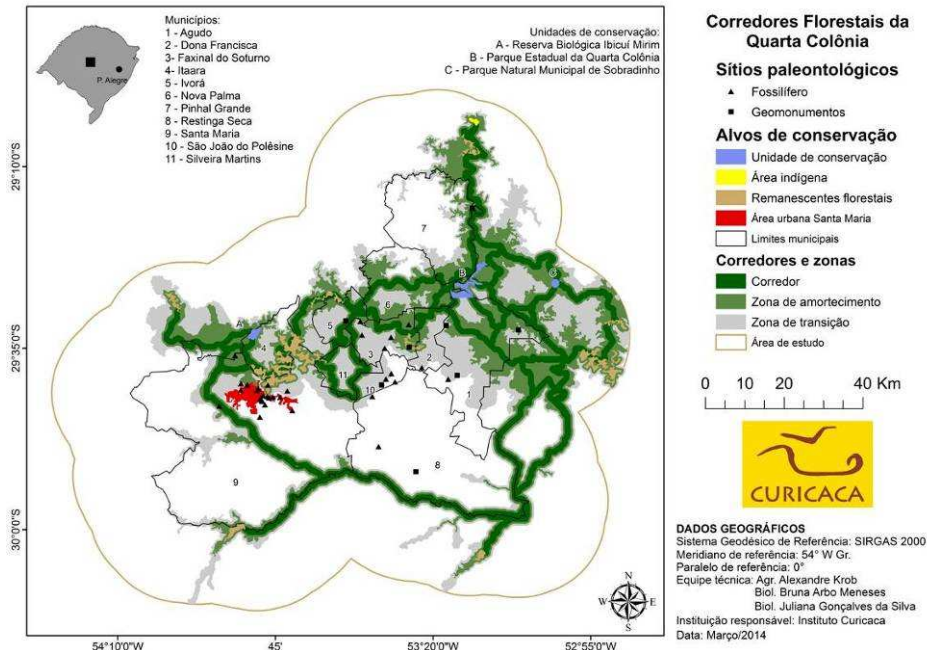 P. Alegre
Municípios:
1 - Agudo
2 - Dona Francisca
3- Faxinal do Soturno
4- Itaara
5- Ivorá
6 - Nova Palma
7 - Pinhal Grande
8 - Restinga Seca
9 - Santa Maria
10 - São João do Polêsine
11 - Silveira Martins
Unidades de conservação:
A - Reserva Biológica Ibicuí Mirim
B - Parque Estadual da Quarta Colônia
C - Parque Natural Municipal de Sobradinho
29°10'0"S
29°35'0"S
30°0'0"S
7
B
C
6
A
5
4
3
2
11
10
1
8
9
N
W
E
S
54°10'0"W
45'
53°20'0"W
52°55'0"W
Corredores Florestais da
Quarta Colônia
Sítios paleontológicos
Fossilífero
Geomonumentos
Alvos de conservação
Unidade de conservação
Área indígena
Remanescentes florestais
Área urbana Santa Maria
Limites municipais
Corredores e zonas
Corredor
Zona de amortecimento
Zona de transição
Área de estudo
0 10 20 40 Km
CURICACA
DADOS GEOGRÁFICOS
Sistema Geodésico de Referência: SIRGAS 2000
Meridiano de referência: 54° W Gr.
Paralelo de referência: 0°
Equipe técnica: Agr. Alexandre Krob
Biol. Bruna Arbo Meneses
Biol. Juliana Gonçalves da Silva
Instituição responsável: Instituto Curicaca
Data: Março/2014